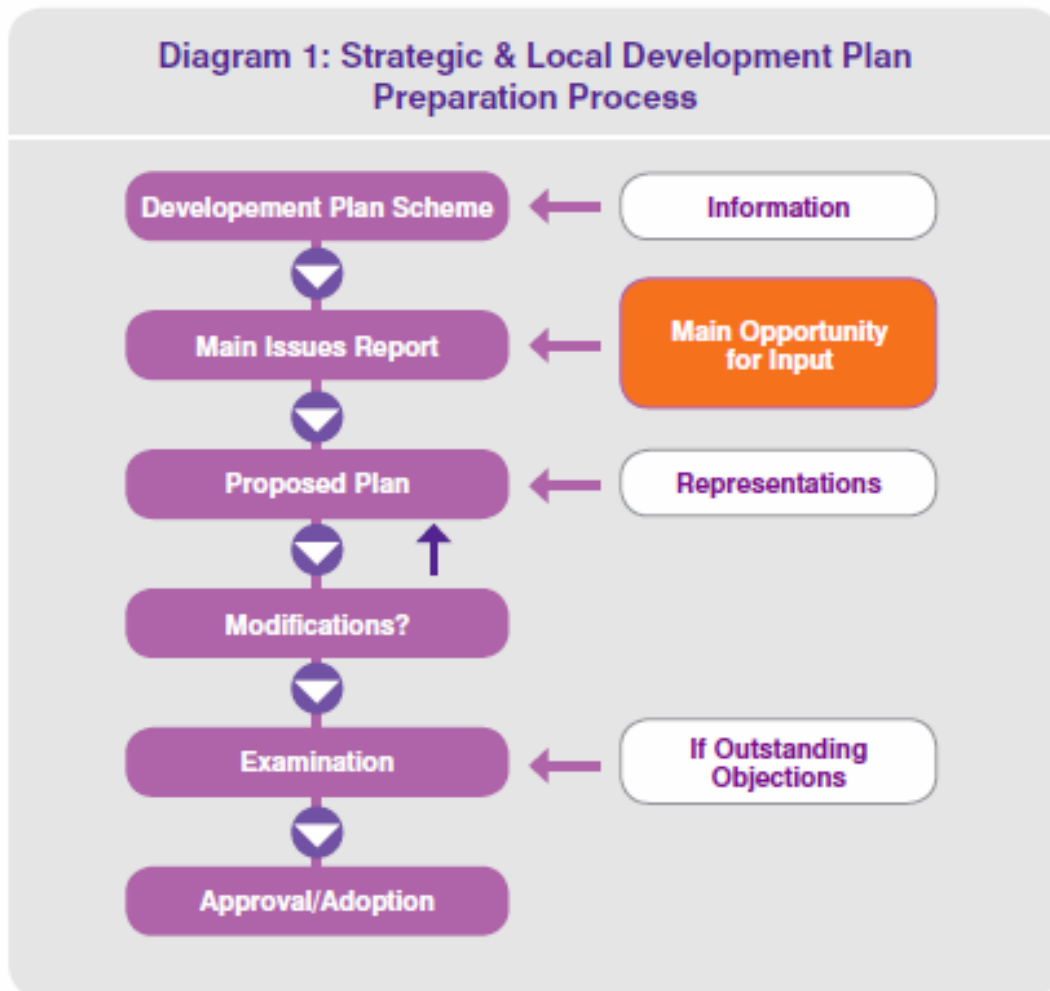 Diagram 1: Strategic & Local Development Plan
Preparation Process
Developement Plan Scheme
Information
Main Issues Report
Main Opportunity
for Input
Proposed Plan
Representations
Modifications?
Examination
If Outstanding
Objections
Approval/Adoption